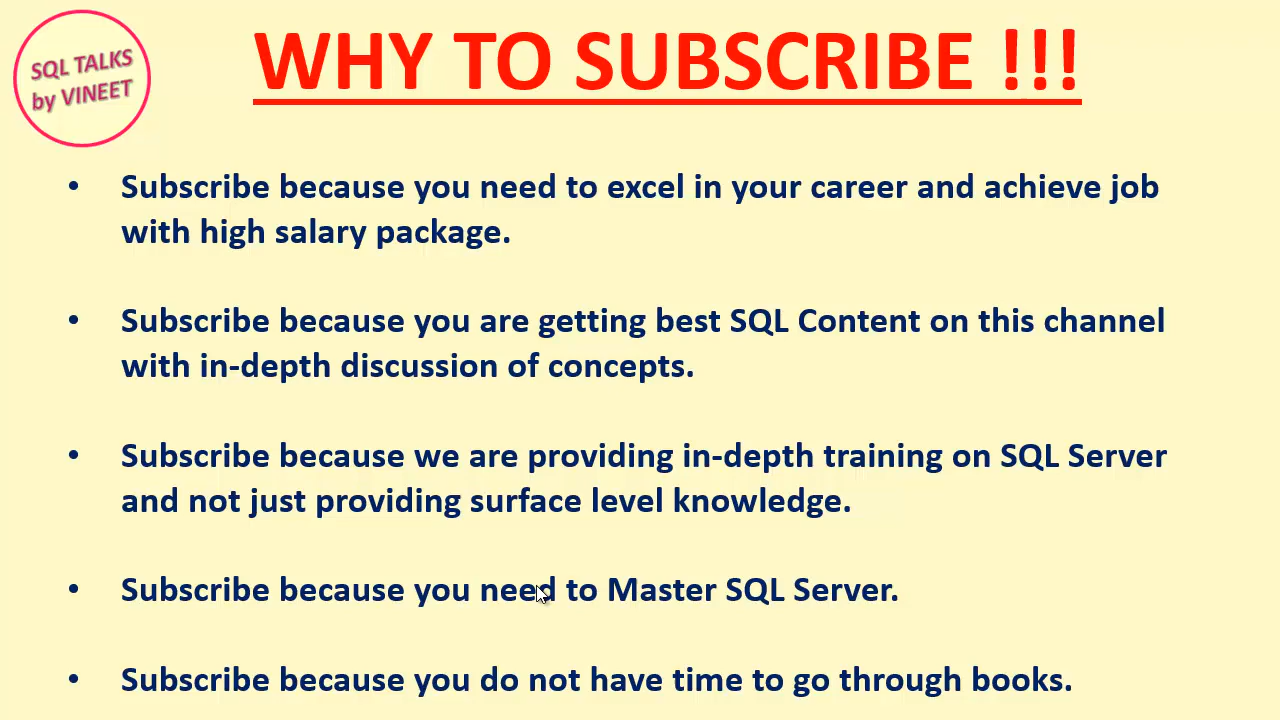 SQL TALKS
by VINEET
WHY TO SUBSCRIBE !!!
• Subscribe because you need to excel in your career and achieve job
with high salary package.
• Subscribe because you are getting best SQL Content on this channel
with in-depth discussion of concepts.
• Subscribe because we are providing in-depth training on SQL Server
and not just providing surface level knowledge.
• Subscribe because you need to Master SQL Server.
• Subscribe because you do not have time to go through books.